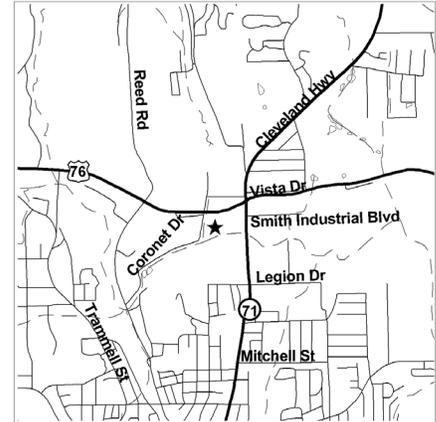 Reed Rd
Cleveland Hwy
76
Vista Dr
Smith Industrial Blvd
Coronet Dr
Legion Dr
71
Trammell St
Mitchell St